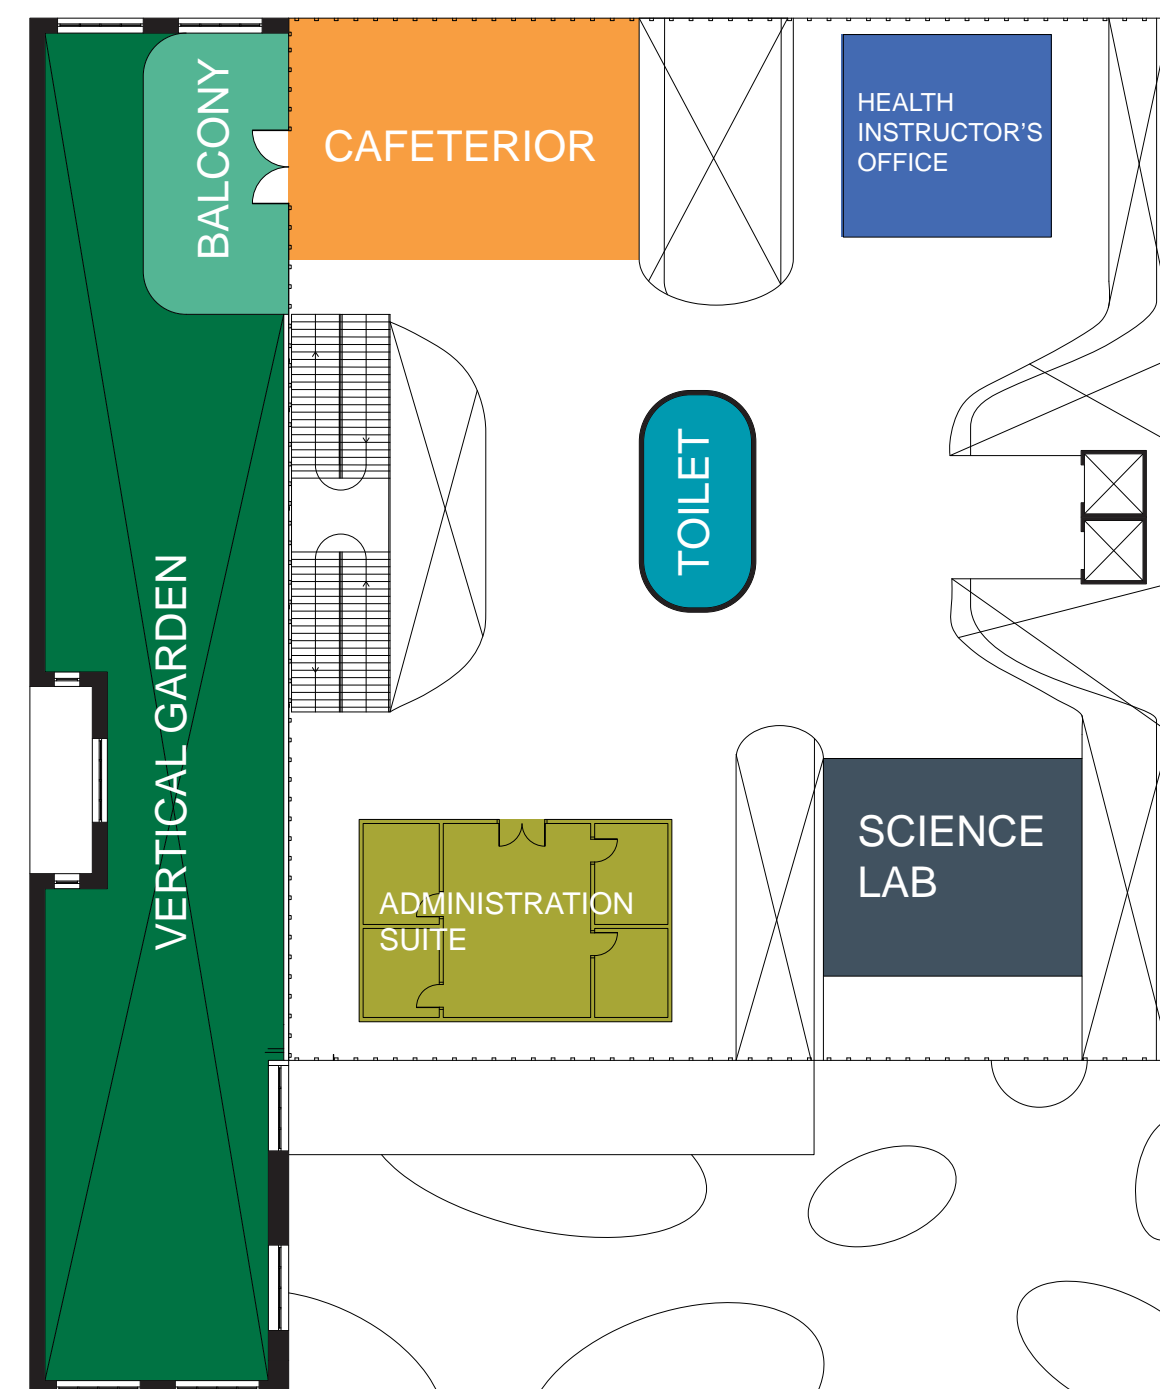 BALCONY
CAFETERIOR
HEALTH
INSTRUCTOR’S
OFFICE
TOILET
VERTICAL GARDEN
SCIENCE
LAB
ADMINISTRATION
SUITE